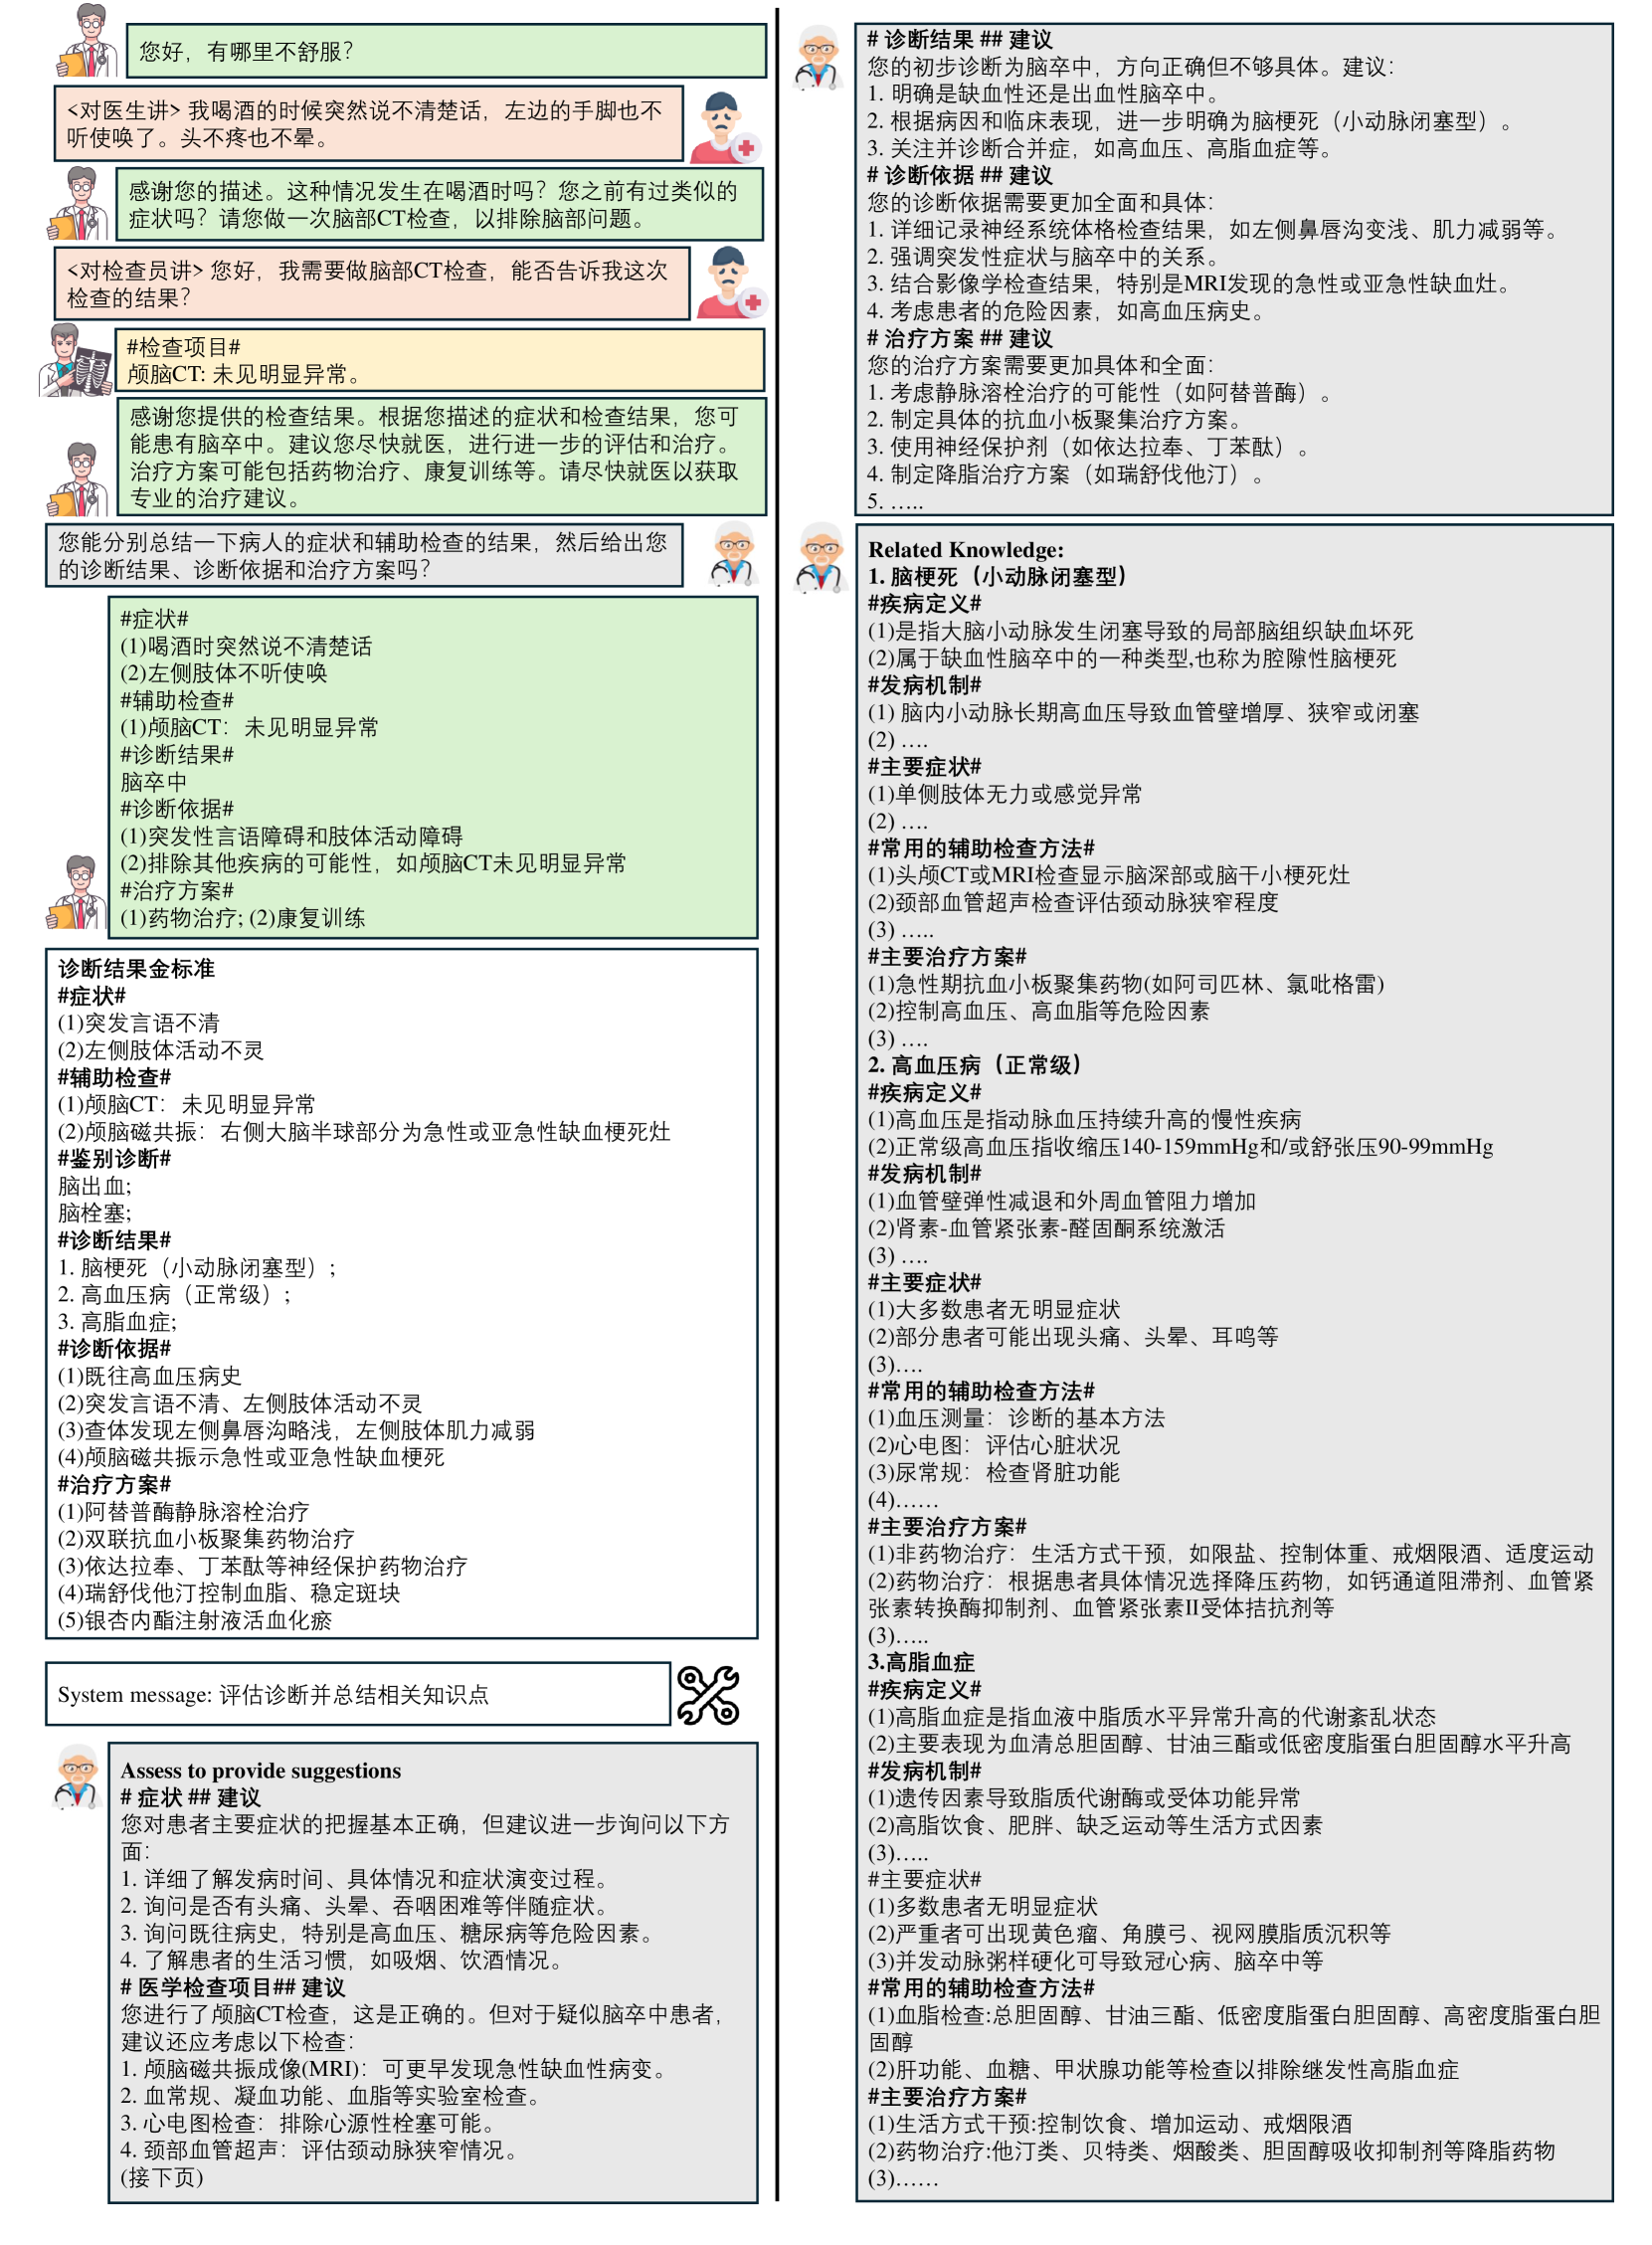 您好，有哪里不舒服？
<对医生讲> 我喝酒的时候突然说不清楚话，左边的手脚也不
听使唤了。头不疼也不晕。
感谢您的描述。这种情况发生在喝酒时吗？您之前有过类似的
症状吗？请您做一次脑部CT检查，以排除脑部问题。
<对检查员讲> 您好，我需要做脑部CT检查，能否告诉我这次
检查的结果？
#检查项目#
颅脑CT: 未见明显异常。
感谢您提供的检查结果。根据您描述的症状和检查结果，您可
能患有脑卒中。建议您尽快就医，进行进一步的评估和治疗。
治疗方案可能包括药物治疗、康复训练等。请尽快就医以获取
专业的治疗建议。
您能分别总结一下病人的症状和辅助检查的结果，然后给出您
的诊断结果、诊断依据和治疗方案吗？
#症状#
(1)喝酒时突然说不清楚话
(2)左侧肢体不听使唤
#辅助检查#
(1)颅脑CT：未见明显异常
#诊断结果#
脑卒中
#诊断依据#
(1)突发性言语障碍和肢体活动障碍
(2)排除其他疾病的可能性，如颅脑CT未见明显异常
#治疗方案#
(1)药物治疗; (2)康复训练
诊断结果金标准
#症状#
(1)突发言语不清
(2)左侧肢体活动不灵
#辅助检查#
(1)颅脑CT：未见明显异常
(2)颅脑磁共振：右侧大脑半球部分为急性或亚急性缺血梗死灶
#鉴别诊断#
脑出血;
脑栓塞;
#诊断结果#
1. 脑梗死（小动脉闭塞型）;
2. 高血压病（正常级）;
3. 高脂血症;
#诊断依据#
(1)既往高血压病史
(2)突发言语不清、左侧肢体活动不灵
(3)查体发现左侧鼻唇沟略浅，左侧肢体肌力减弱
(4)颅脑磁共振示急性或亚急性缺血梗死
#治疗方案#
(1)阿替普酶静脉溶栓治疗
(2)双联抗血小板聚集药物治疗
(3)依达拉奉、丁苯酞等神经保护药物治疗
(4)瑞舒伐他汀控制血脂、稳定斑块
(5)银杏内酯注射液活血化瘀
System message: 评估诊断并总结相关知识点
Assess to provide suggestions
# 症状 ## 建议
您对患者主要症状的把握基本正确，但建议进一步询问以下方
面：
1. 详细了解发病时间、具体情况和症状演变过程。
2. 询问是否有头痛、头晕、吞咽困难等伴随症状。
3. 询问既往病史，特别是高血压、糖尿病等危险因素。
4. 了解患者的生活习惯，如吸烟、饮酒情况。
# 医学检查项目## 建议
您进行了颅脑CT检查，这是正确的。但对于疑似脑卒中患者，
建议还应考虑以下检查：
1. 颅脑磁共振成像(MRI)：可更早发现急性缺血性病变。
2. 血常规、凝血功能、血脂等实验室检查。
3. 心电图检查：排除心源性栓塞可能。
4. 颈部血管超声：评估颈动脉狭窄情况。
(接下页)
# 诊断结果 ## 建议
您的初步诊断为脑卒中，方向正确但不够具体。建议：
1. 明确是缺血性还是出血性脑卒中。
2. 根据病因和临床表现，进一步明确为脑梗死（小动脉闭塞型）。
3. 关注并诊断合并症，如高血压、高脂血症等。
# 诊断依据 ## 建议
您的诊断依据需要更加全面和具体：
1. 详细记录神经系统体格检查结果，如左侧鼻唇沟变浅、肌力减弱等。
2. 强调突发性症状与脑卒中的关系。
3. 结合影像学检查结果，特别是MRI发现的急性或亚急性缺血灶。
4. 考虑患者的危险因素，如高血压病史。
# 治疗方案 ## 建议
您的治疗方案需要更加具体和全面：
1. 考虑静脉溶栓治疗的可能性（如阿替普酶）。
2. 制定具体的抗血小板聚集治疗方案。
3. 使用神经保护剂（如依达拉奉、丁苯酞）。
4. 制定降脂治疗方案（如瑞舒伐他汀）。
5. …..
Related Knowledge:
1. 脑梗死（小动脉闭塞型）
#疾病定义#
(1)是指大脑小动脉发生闭塞导致的局部脑组织缺血坏死
(2)属于缺血性脑卒中的一种类型,也称为腔隙性脑梗死
#发病机制#
(1) 脑内小动脉长期高血压导致血管壁增厚、狭窄或闭塞
(2) ….
#主要症状#
(1)单侧肢体无力或感觉异常
(2) ….
#常用的辅助检查方法#
(1)头颅CT或MRI检查显示脑深部或脑干小梗死灶
(2)颈部血管超声检查评估颈动脉狭窄程度
(3) …..
#主要治疗方案#
(1)急性期抗血小板聚集药物(如阿司匹林、氯吡格雷)
(2)控制高血压、高血脂等危险因素
(3) ….
2. 高血压病（正常级）
#疾病定义#
(1)高血压是指动脉血压持续升高的慢性疾病
(2)正常级高血压指收缩压140-159mmHg和/或舒张压90-99mmHg
#发病机制#
(1)血管壁弹性减退和外周血管阻力增加
(2)肾素-血管紧张素-醛固酮系统激活
(3) ….
#主要症状#
(1)大多数患者无明显症状
(2)部分患者可能出现头痛、头晕、耳鸣等
(3)….
#常用的辅助检查方法#
(1)血压测量：诊断的基本方法
(2)心电图：评估心脏状况
(3)尿常规：检查肾脏功能
(4)……
#主要治疗方案#
(1)非药物治疗：生活方式干预，如限盐、控制体重、戒烟限酒、适度运动
(2)药物治疗：根据患者具体情况选择降压药物，如钙通道阻滞剂、血管紧
张素转换酶抑制剂、血管紧张素II受体拮抗剂等
(3)…..
3.高脂血症
#疾病定义#
(1)高脂血症是指血液中脂质水平异常升高的代谢紊乱状态
(2)主要表现为血清总胆固醇、甘油三酯或低密度脂蛋白胆固醇水平升高
#发病机制#
(1)遗传因素导致脂质代谢酶或受体功能异常
(2)高脂饮食、肥胖、缺乏运动等生活方式因素
(3)…..
#主要症状#
(1)多数患者无明显症状
(2)严重者可出现黄色瘤、角膜弓、视网膜脂质沉积等
(3)并发动脉粥样硬化可导致冠心病、脑卒中等
#常用的辅助检查方法#
(1)血脂检查:总胆固醇、甘油三酯、低密度脂蛋白胆固醇、高密度脂蛋白胆
固醇
(2)肝功能、血糖、甲状腺功能等检查以排除继发性高脂血症
#主要治疗方案#
(1)生活方式干预:控制饮食、增加运动、戒烟限酒
(2)药物治疗:他汀类、贝特类、烟酸类、胆固醇吸收抑制剂等降脂药物
(3)……